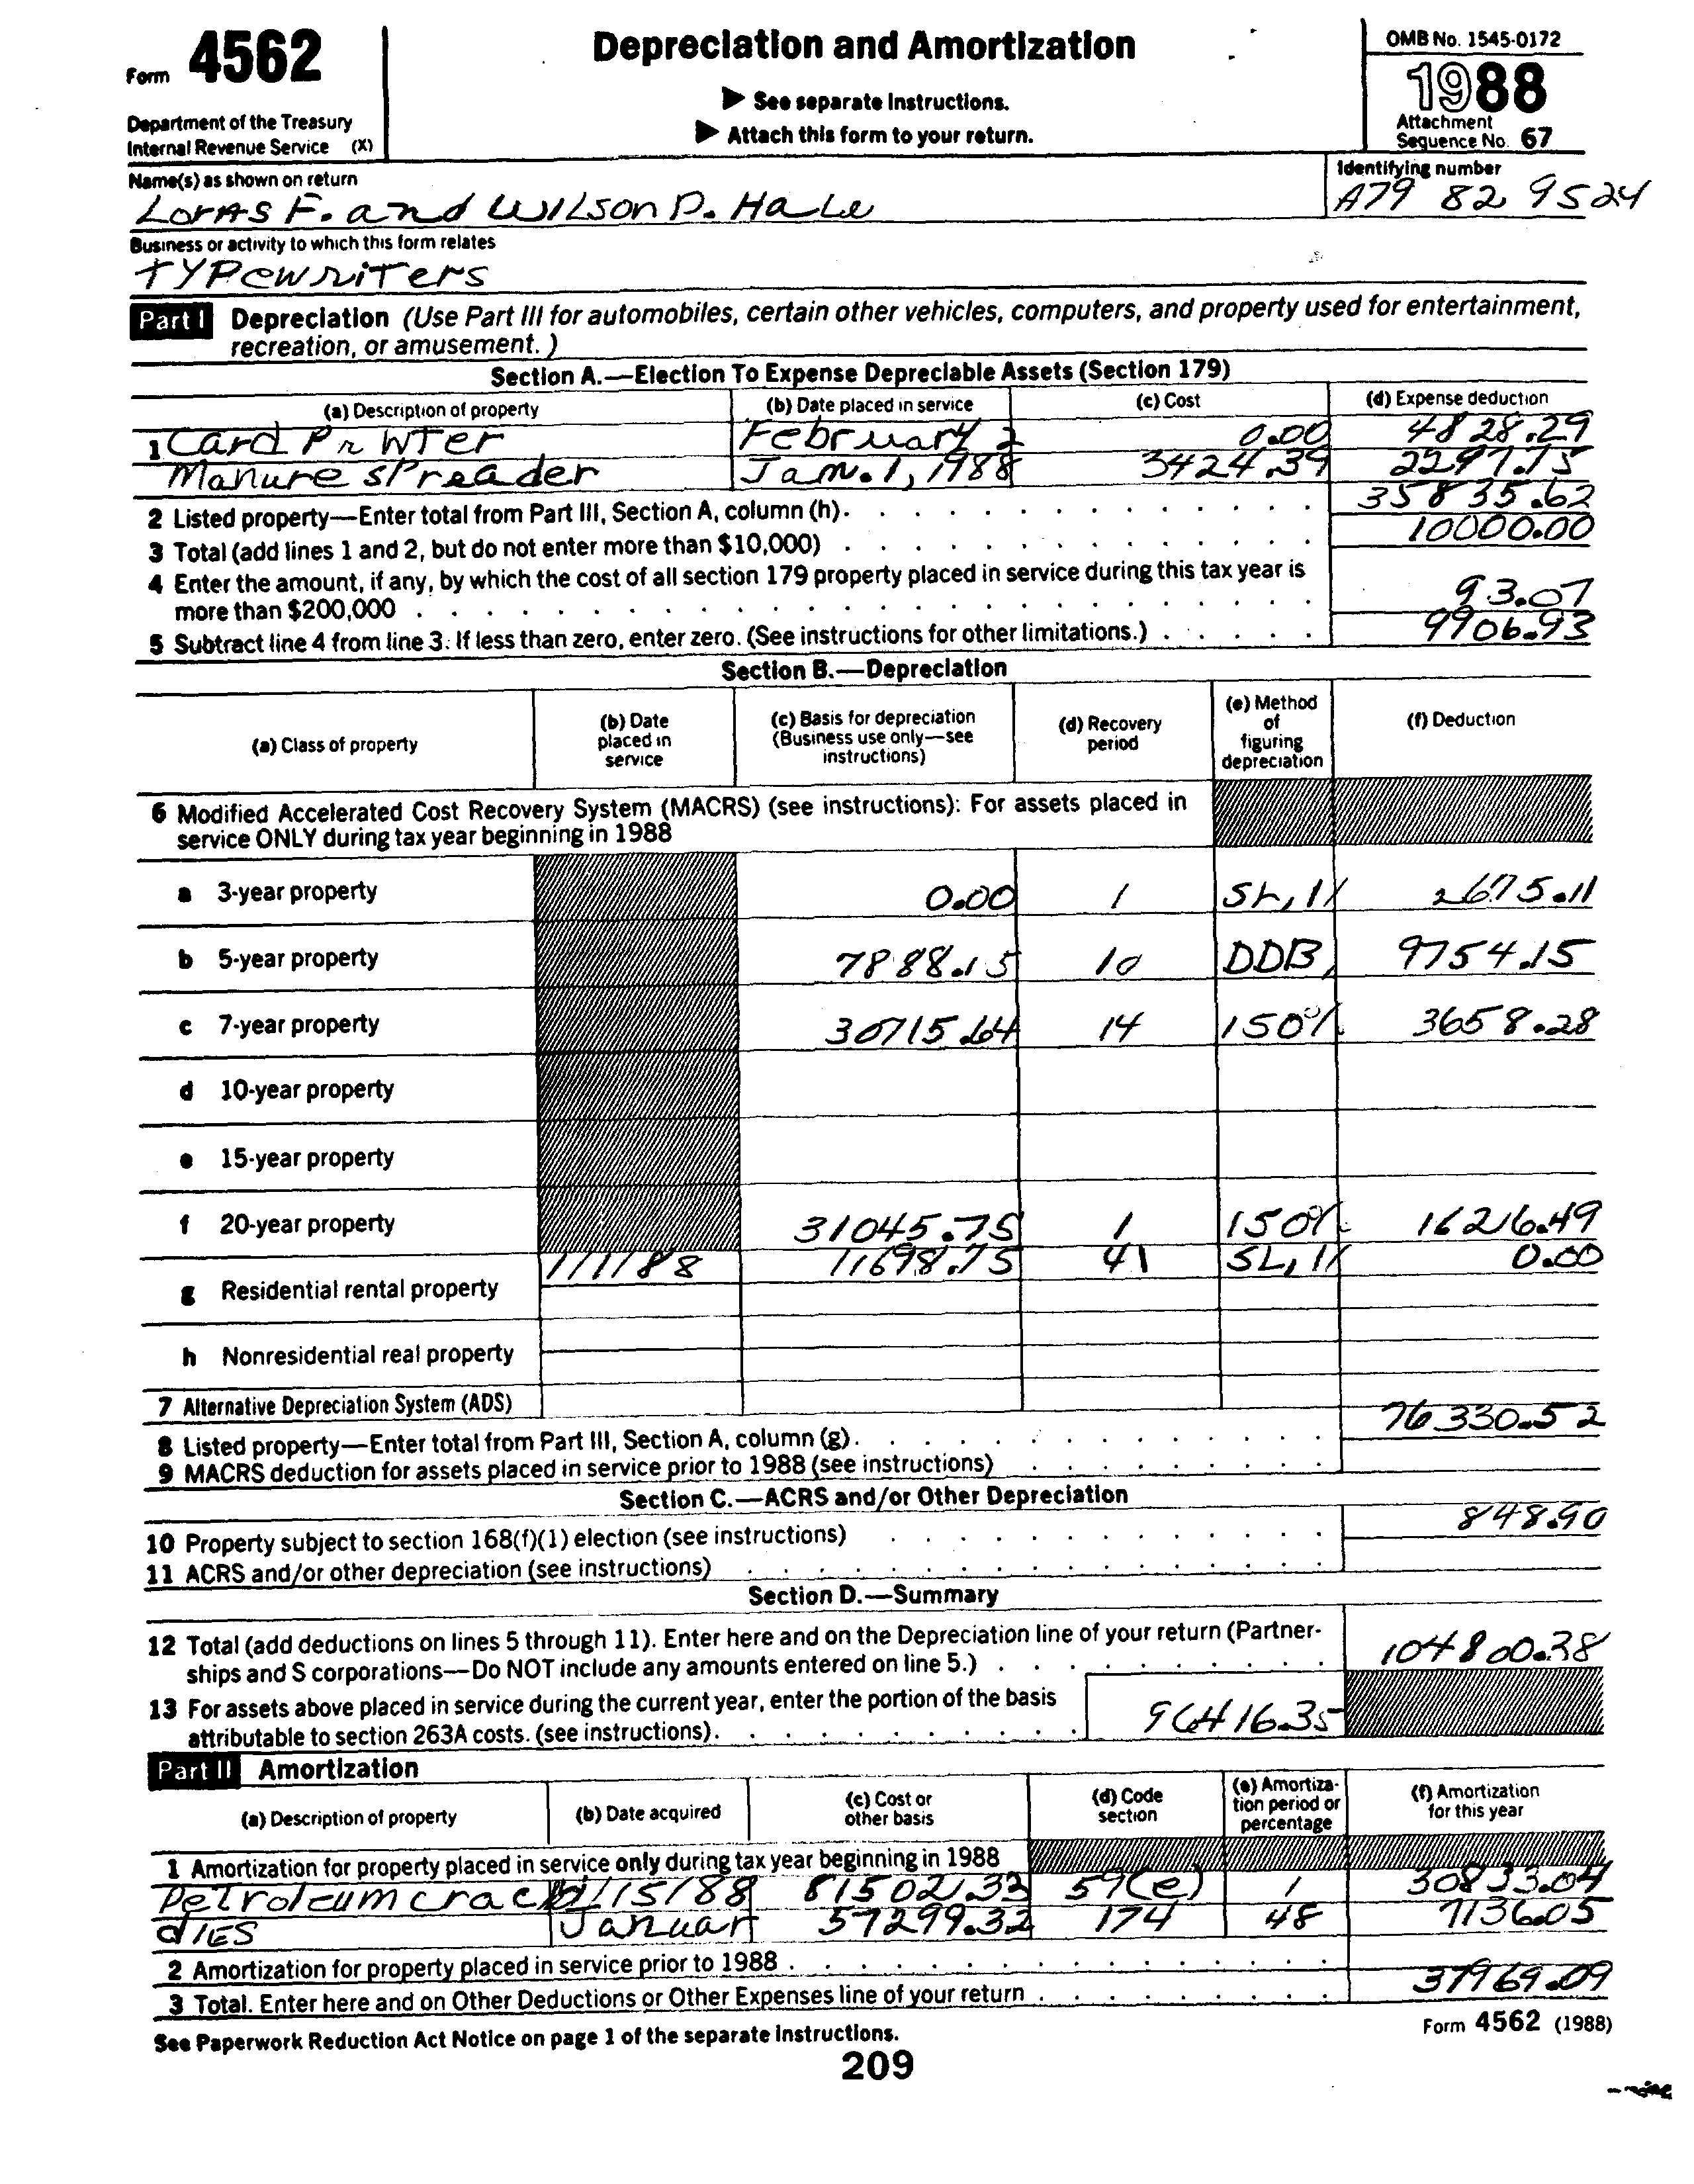 Form 4562
Depreciation and Amortization
OMB No. 1545-0172
1988
▶ See separate Instructions.
▶ Attach this form to your return.
Department of the Treasury
Internal Revenue Service (X)
Attachment
Sequence No. 67
Name(s) as shown on return
Identifying number
LorAS F. and WILSON D. Hale
A79 82 9524
Business or activity to which this form relates
TYPewriTers
Part I Depreciation (Use Part III for automobiles, certain other vehicles, computers, and property used for entertainment,
recreation, or amusement.)
Section A.—Election To Expense Depreciable Assets (Section 179)
(a) Description of property (b) Date placed in service (c) Cost (d) Expense deduction
1 Card February 2 0.00 4828.29
Manure spreader Jan. 1, 1988 3424.39 2297.75
2 Listed property—Enter total from Part III, Section A, column (h). 35835.62
3 Total (add lines 1 and 2, but do not enter more than $10,000) 10000.00
4 Enter the amount, if any, by which the cost of all section 179 property placed in service during this tax year is
more than $200,000 93.07
5 Subtract line 4 from line 3. If less than zero, enter zero. (See instructions for other limitations.) 9906.93
Section B.—Depreciation
(a) Class of property (b) Date placed in service (c) Basis for depreciation (Business use only—see instructions) (d) Recovery period (e) Method of figuring depreciation (f) Deduction
6 Modified Accelerated Cost Recovery System (MACRS) (see instructions): For assets placed in
service ONLY during tax year beginning in 1988
a 3-year property 0.00 1 2675.11
b 5-year property 7888.15 10 DDB, 9754.15
c 7-year property 30715.64 14 150% 3658.28
d 10-year property
e 15-year property
f 20-year property 31045.75 1 150% 1626.49
1/1/88 11698.75 41 0.00
g Residential rental property
h Nonresidential real property
7 Alternative Depreciation System (ADS)
76330.52
8 Listed property—Enter total from Part III, Section A, column (g).
9 MACRS deduction for assets placed in service prior to 1988 (see instructions)
Section C.—ACRS and/or Other Depreciation
848.90
10 Property subject to section 168(f)(1) election (see instructions)
11 ACRS and/or other depreciation (see instructions)
Section D.—Summary
12 Total (add deductions on lines 5 through 11). Enter here and on the Depreciation line of your return (Partner-
ships and S corporations—Do NOT include any amounts entered on line 5.) 104800.38
13 For assets above placed in service during the current year, enter the portion of the basis
attributable to section 263A costs. (see instructions). 96416.35
Part II Amortization
(a) Description of property (b) Date acquired (c) Cost or other basis (d) Code section (e) Amortiza-tion period or percentage (f) Amortization for this year
1 Amortization for property placed in service only during tax year beginning in 1988
Petroleum 81502.33 59(e) 1 30833.04
dIES Januar 57299.32 174 48 7136.05
2 Amortization for property placed in service prior to 1988
37969.09
3 Total. Enter here and on Other Deductions or Other Expenses line of your return
See Paperwork Reduction Act Notice on page 1 of the separate instructions.
Form 4562 (1988)
209